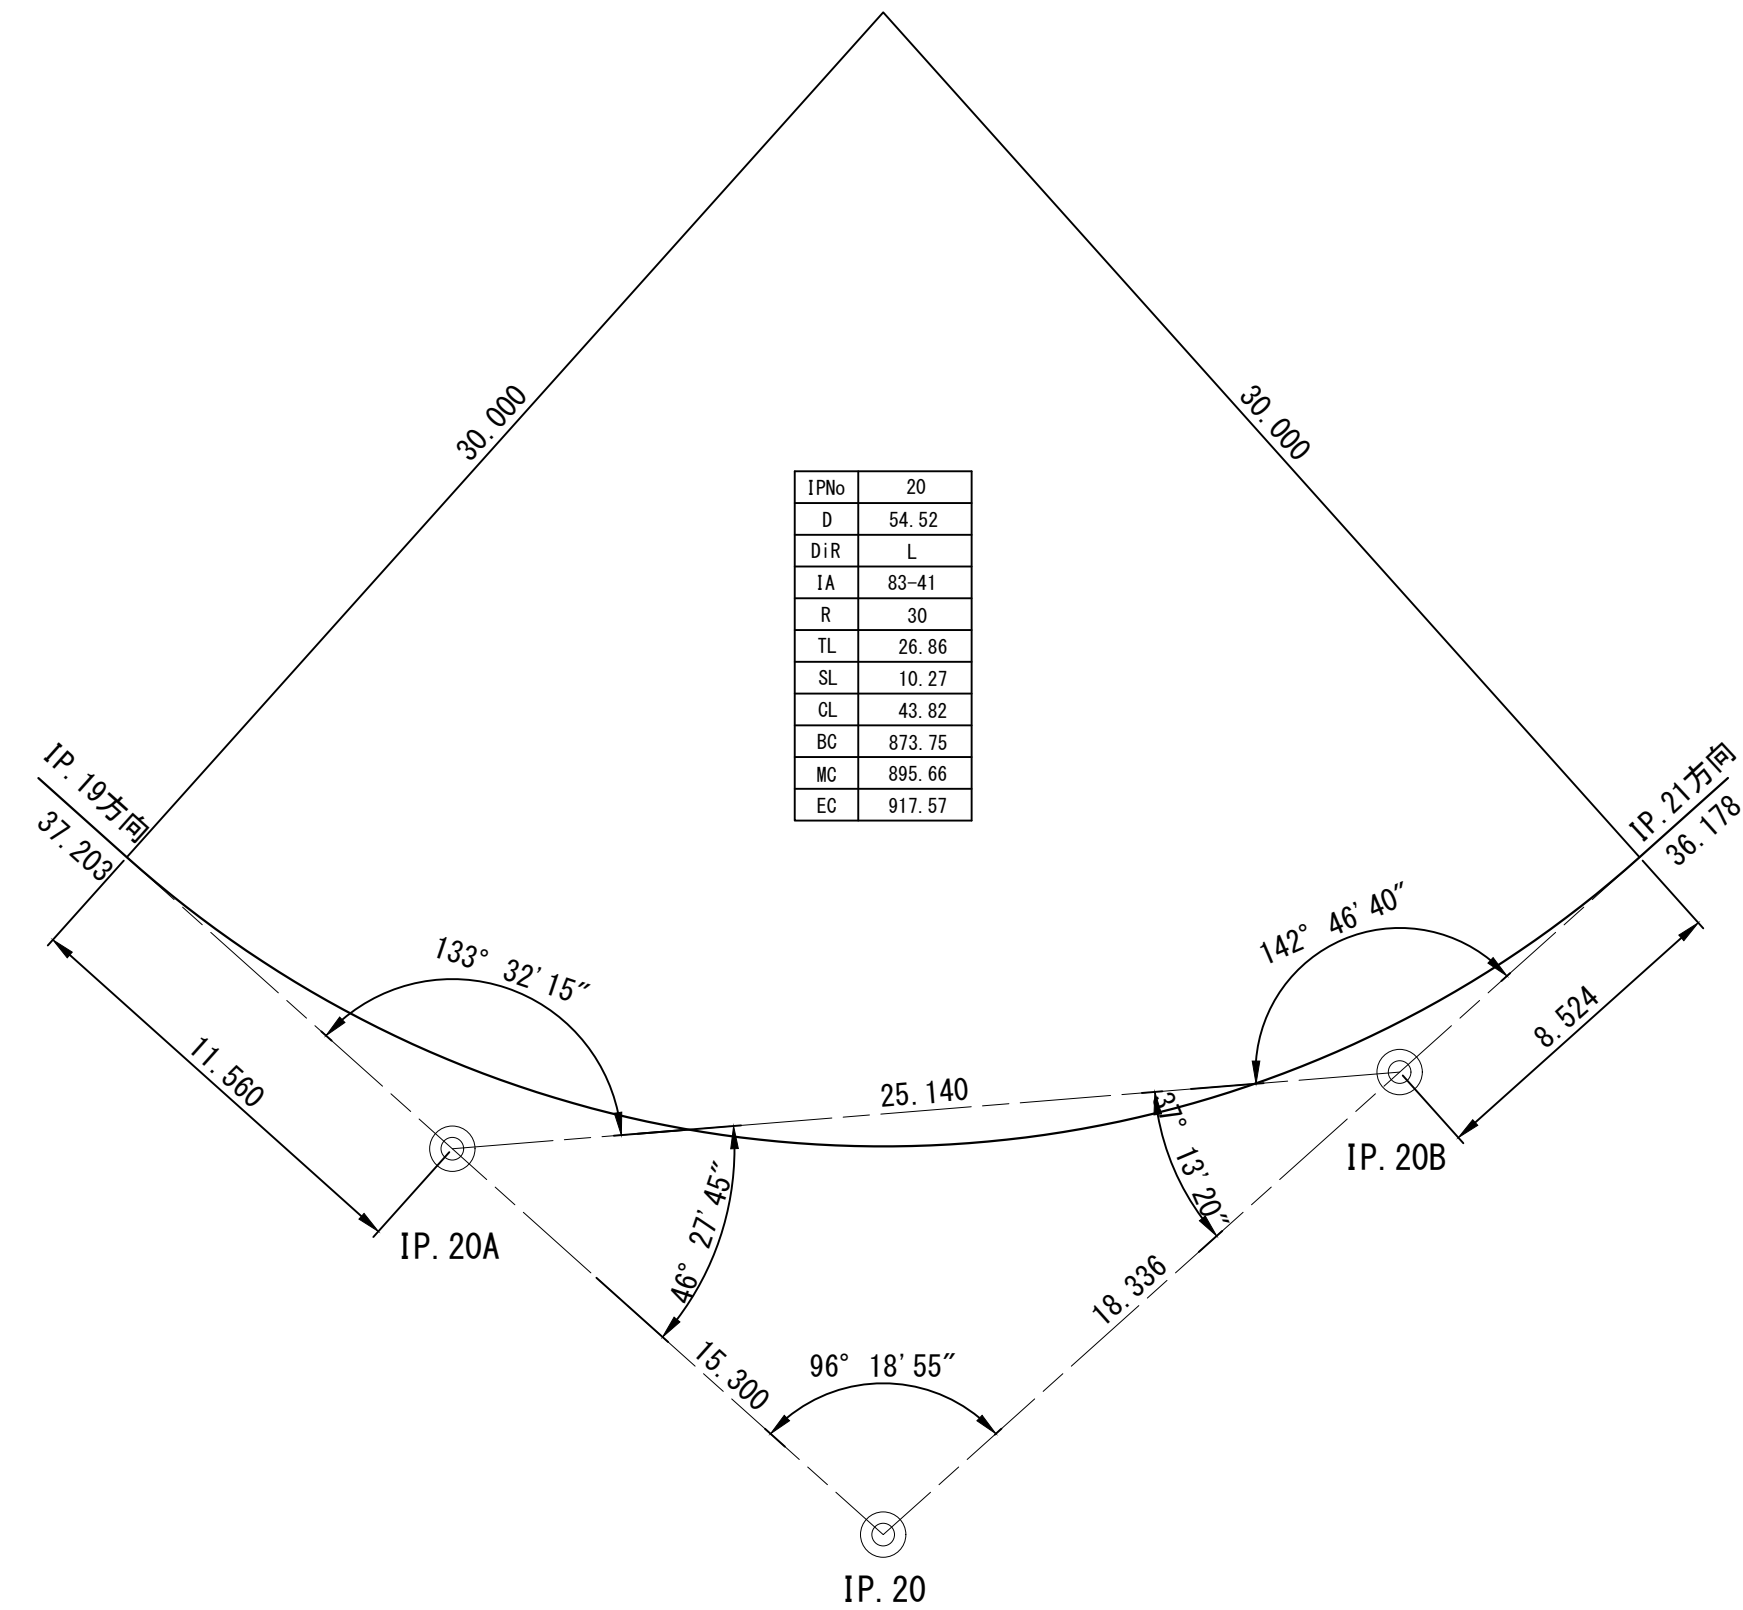 30.000
30.000
IPNo 20
D 54.52
DiR L
IA 83-41
R 30
TL 26.86
SL 10.27
CL 43.82
BC 873.75
MC 895.66
EC 917.57
IP.19方向
37.203
IP.21方向
36.178
133° 32'15″
142° 46'40″
11.560
25.140
8.524
37° 13'20″
IP.20B
46° 27'45″
IP.20A
18.336
15.300
96° 18'55″
IP.20